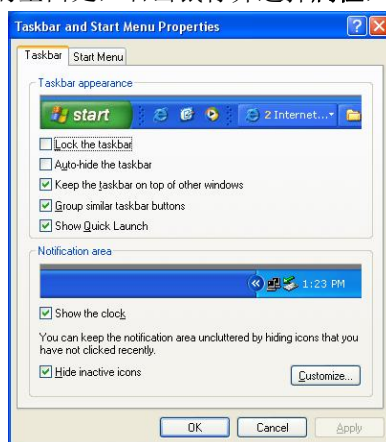 Taskbar and Start Menu Properties
Taskbar Start Menu
Taskbar appearance
start 2 Internet...
Lock the taskbar
Auto-hide the taskbar
Keep the taskbar on top of other windows
Group similar taskbar buttons
Show Quick Launch
Notification area
1:23 PM
Show the clock
You can keep the notification area uncluttered by hiding icons that you
have not clicked recently.
Hide inactive icons
Customize...
OK Cancel Apply